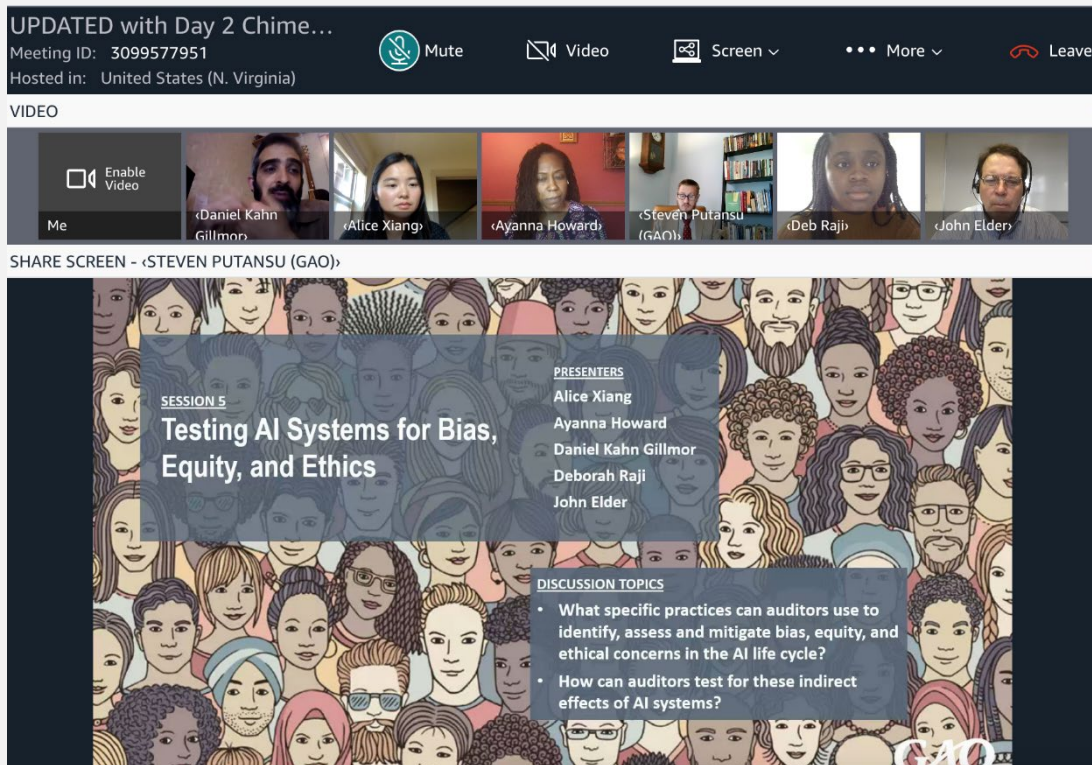 UPDATED with Day 2 Chime...
Meeting ID: 3099577951
Hosted in: United States (N. Virginia)
Mute
Video
Screen
More
Leave
VIDEO
Enable
Video
Me
‹Daniel Kahn
Gillmor›
‹Alice Xiang›
‹Ayanna Howard›
‹Steven Putansu
(GAO)›
‹Deb Raji›
‹John Elder›
SHARE SCREEN - ‹STEVEN PUTANSU (GAO)›
SESSION 5
Testing AI Systems for Bias,
Equity, and Ethics
PRESENTERS
Alice Xiang
Ayanna Howard
Daniel Kahn Gillmor
Deborah Raji
John Elder
DISCUSSION TOPICS
• What specific practices can auditors use to
identify, assess and mitigate bias, equity, and
ethical concerns in the AI life cycle?
• How can auditors test for these indirect
effects of AI systems?
GAO